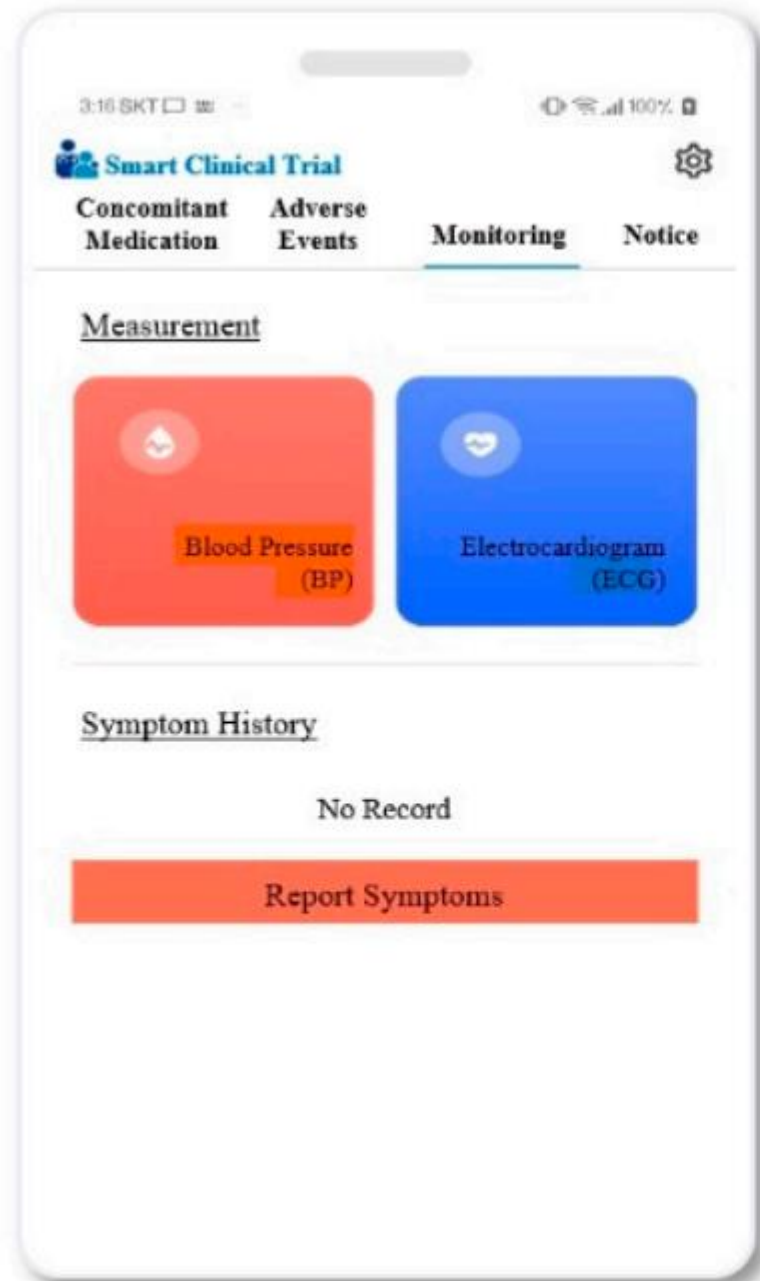 3:16 SKT
100%
Smart Clinical Trial
Concomitant Medication
Adverse Events
Monitoring
Notice
Measurement
Blood Pressure
(BP)
Electrocardiogram
(ECG)
Symptom History
No Record
Report Symptoms